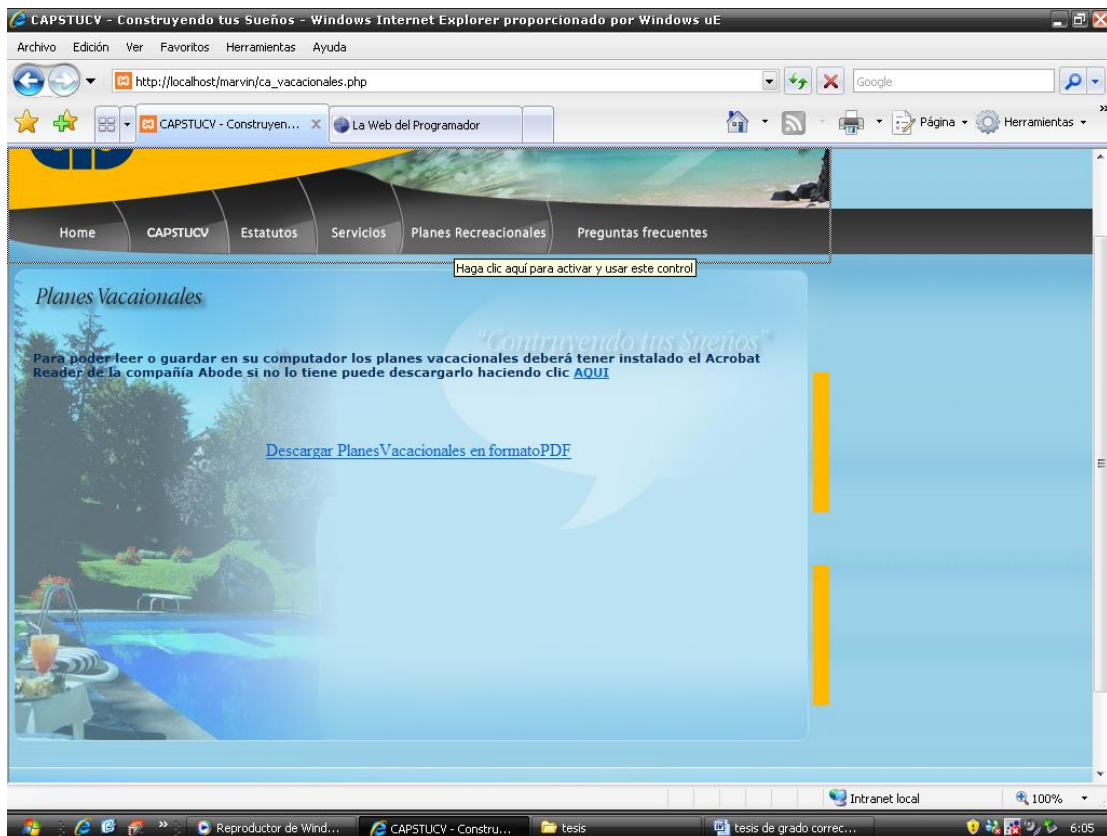 CAPSTUCV - Construyendo tus Sueños - Windows Internet Explorer proporcionado por Windows uE
Archivo Edición Ver Favoritos Herramientas Ayuda
http://localhost/marvin/ca_vacacionales.php
Google
CAPSTUCV - Construyen...
La Web del Programador
Página
Herramientas
Home CAPSTUCV Estatutos Servicios Planes Recreacionales Preguntas frecuentes
Haga clic aquí para activar y usar este control
Planes Vacaionales
"Contruyendo tus Sueños"
Para poder leer o guardar en su computador los planes vacacionales deberá tener instalado el Acrobat
Reader de la compañía Abode si no lo tiene puede descargarlo haciendo clic AQUI
Descargar PlanesVacacionales en formatoPDF
Intranet local
100%
Reproductor de Wind...
CAPSTUCV - Constru...
tesis
tesis de grado correc...
6:05